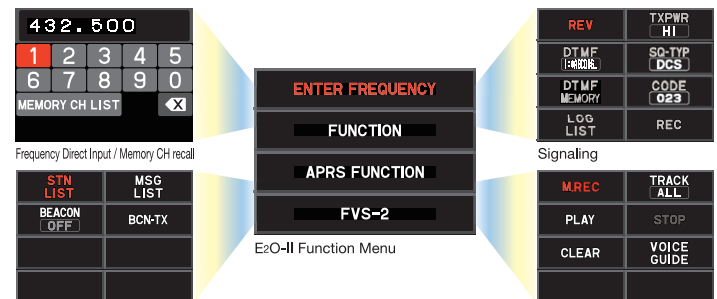 432.500
1 2 3 4 5
6 7 8 9 0
MEMORY CH LIST X
Frequency Direct Input / Memory CH recall
STN LIST
MSG LIST
BEACON OFF
BCN-TX
ENTER FREQUENCY
FUNCTION
APRS FUNCTION
FVS-2
E2O-II Function Menu
REV
TXPWR
HI
DTMF
SQ-TYP
DCS
DTMF
MEMORY
CODE
023
LOG
LIST
REC
Signaling
M.REC
TRACK
ALL
PLAY
STOP
CLEAR
VOICE
GUIDE